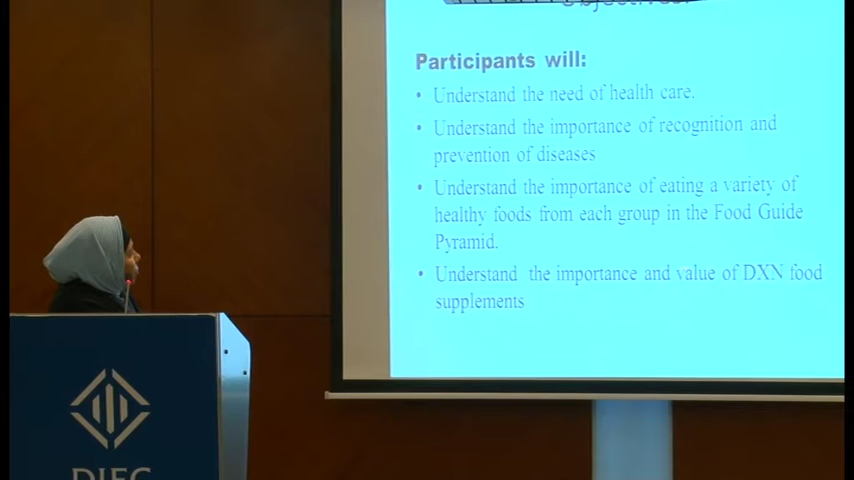 Objectives:
Participants will:
• Understand the need of health care.
• Understand the importance of recognition and
prevention of diseases
• Understand the importance of eating a variety of
healthy foods from each group in the Food Guide
Pyramid.
• Understand the importance and value of DXN food
supplements
DIFC